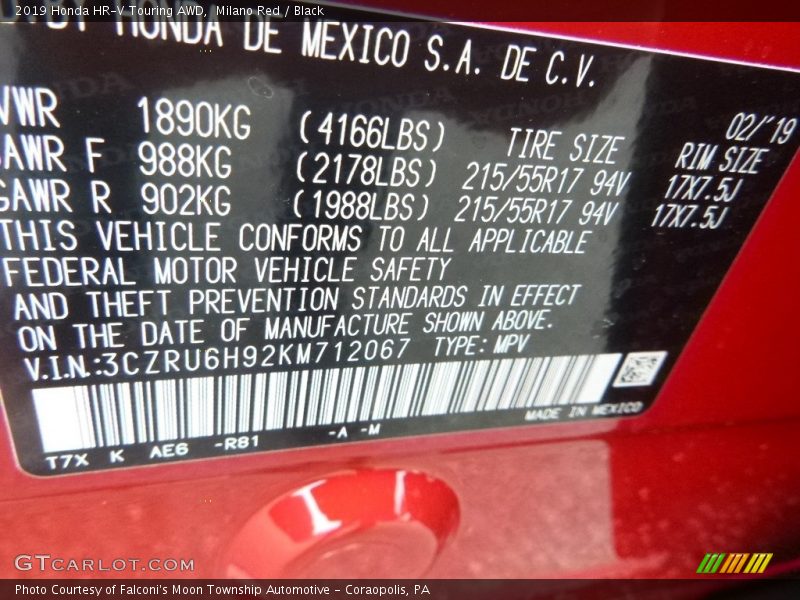 2019 Honda HR-V Touring AWD, Milano Red / Black
HONDA DE MEXICO S.A. DE C.V.
02/'19
VWR 1890KG (4166LBS) TIRE SIZE RIM SIZE
AWR F 988KG (2178LBS) 215/55R17 94V 17X7.5J
GAWR R 902KG (1988LBS) 215/55R17 94V 17X7.5J
THIS VEHICLE CONFORMS TO ALL APPLICABLE
FEDERAL MOTOR VEHICLE SAFETY
AND THEFT PREVENTION STANDARDS IN EFFECT
ON THE DATE OF MANUFACTURE SHOWN ABOVE.
V.I.N.:3CZRU6H92KM712067 TYPE: MPV
MADE IN MEXICO
T7X K AE6 -R81 -A -M
GTCARLOT.COM
Photo Courtesy of Falconi's Moon Township Automotive - Coraopolis, PA